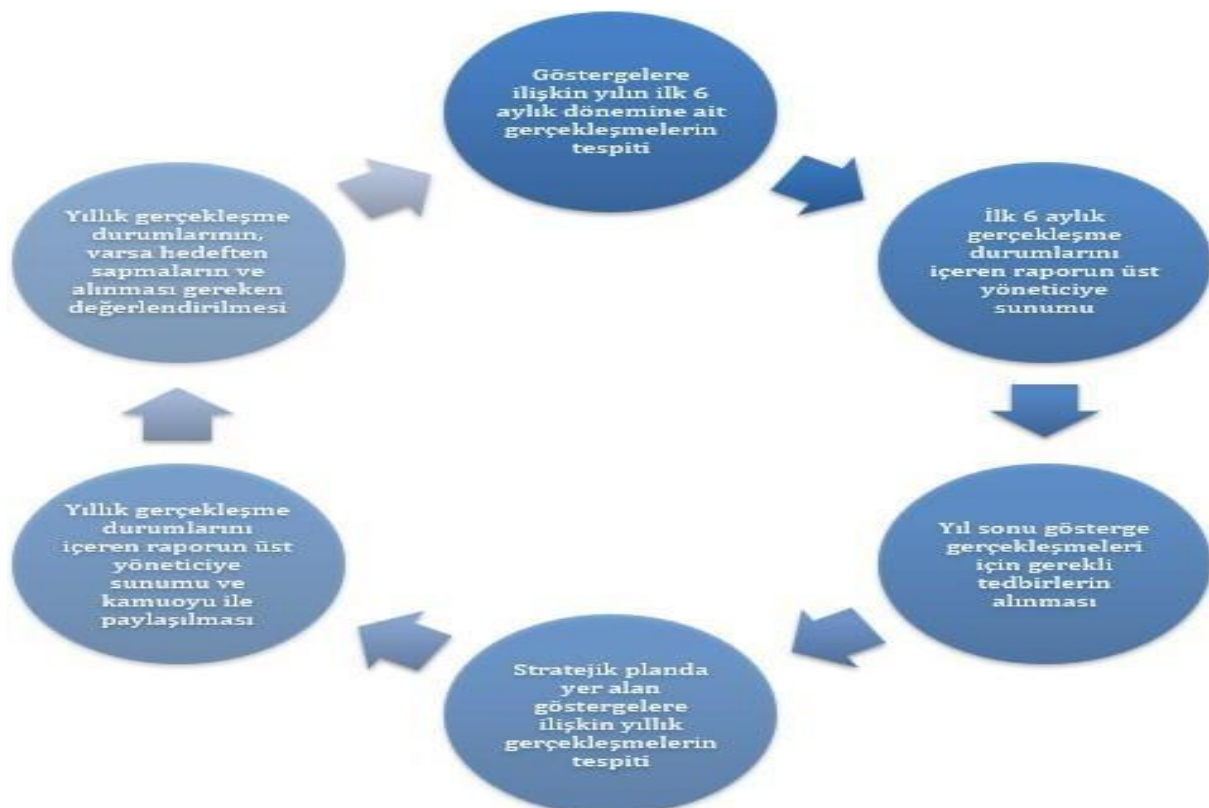 Göstergelere
ilişkin yılın ilk 6
aylık dönemine ait
gerçekleşmelerin
tespiti
İlk 6 aylık
gerçekleşme
durumlarını
içeren raporun üst
yöneticiye
sunumu
Yıl sonu gösterge
gerçekleşmeleri
için gerekli
tedbirlerin
alınması
Stratejik planda
yer alan
göstergelere
ilişkin yıllık
gerçekleşmelerin
tespiti
Yıllık gerçekleşme
durumlarını
içeren raporun üst
yöneticiye
sunumu ve
kamuoyu ile
paylaşılması
Yıllık gerçekleşme
durumlarının,
varsa hedeften
sapmaların ve
alınması gereken
değerlendirilmesi